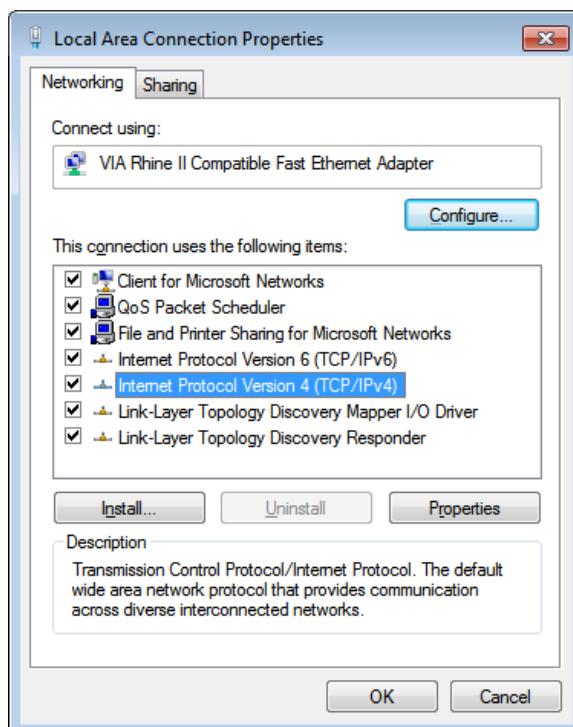 Local Area Connection Properties
Networking
Sharing
Connect using:
VIA Rhine II Compatible Fast Ethernet Adapter
Configure...
This connection uses the following items:
Client for Microsoft Networks
QoS Packet Scheduler
File and Printer Sharing for Microsoft Networks
Internet Protocol Version 6 (TCP/IPv6)
Internet Protocol Version 4 (TCP/IPv4)
Link-Layer Topology Discovery Mapper I/O Driver
Link-Layer Topology Discovery Responder
Install...
Uninstall
Properties
Description
Transmission Control Protocol/Internet Protocol. The default
wide area network protocol that provides communication
across diverse interconnected networks.
OK
Cancel